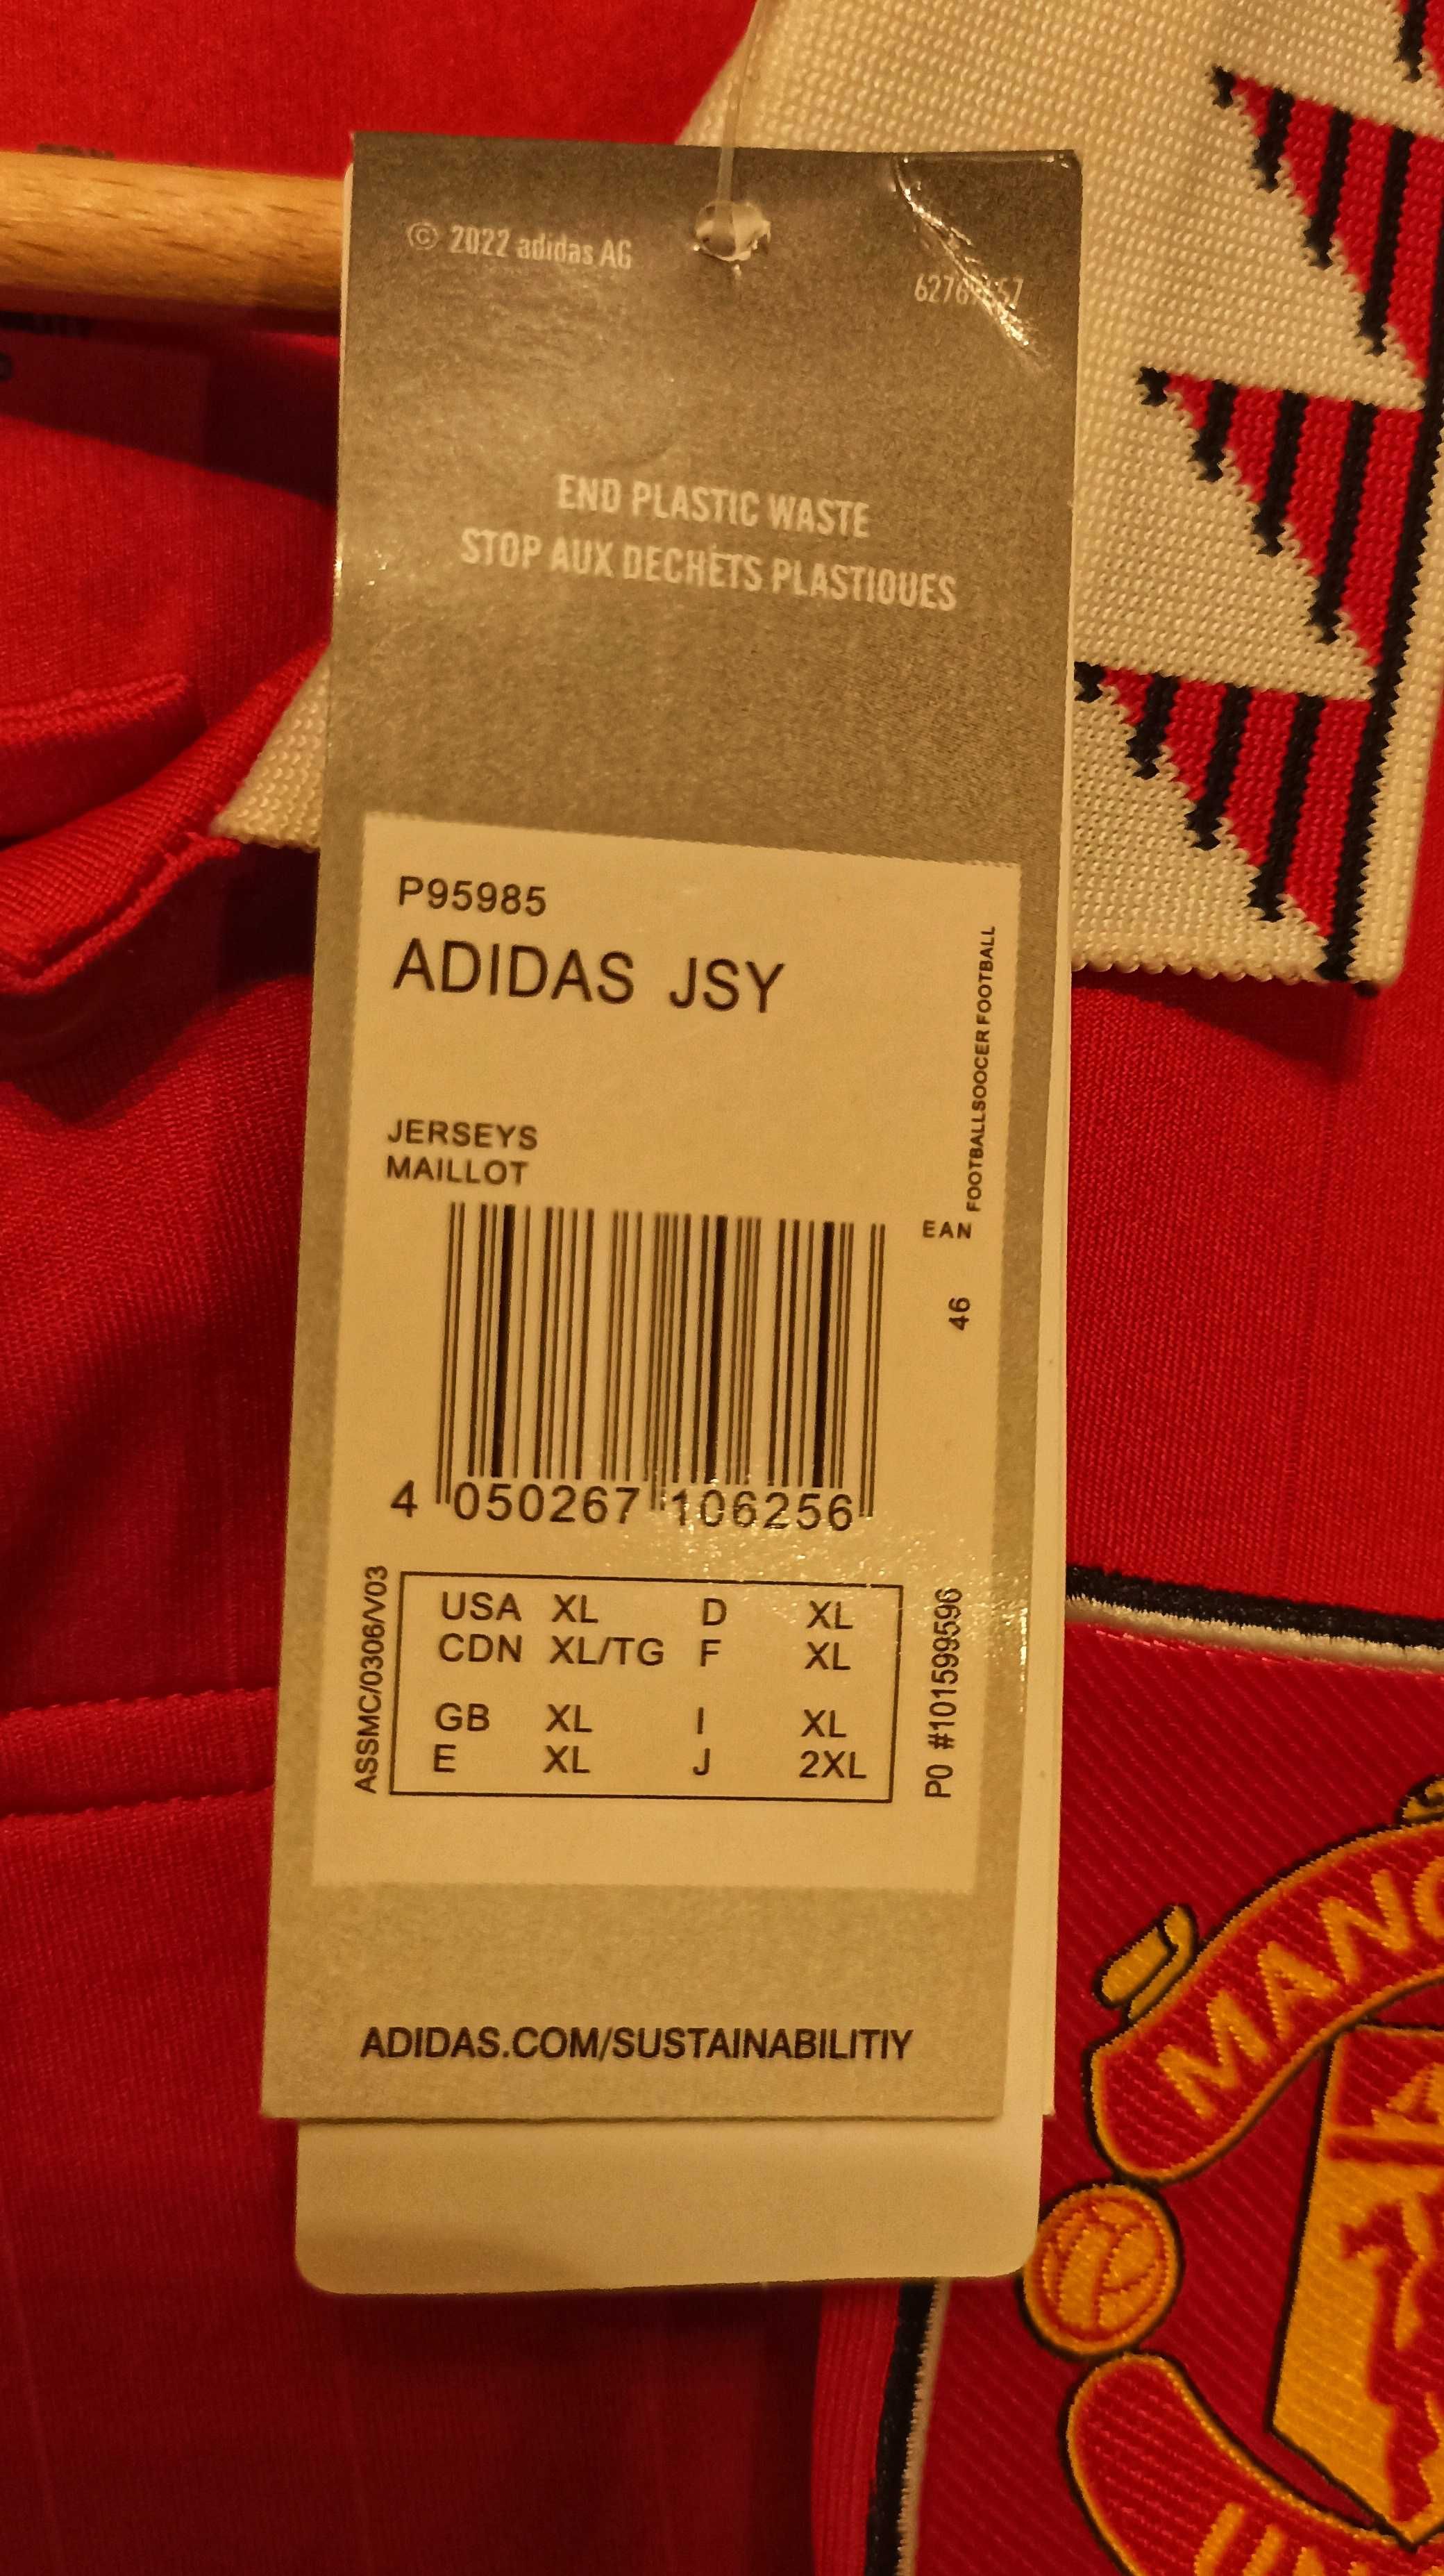 © 2022 adidas AG
END PLASTIC WASTE
STOP AUX DECHETS PLASTIQUES
P95985
ADIDAS JSY
FOOTBALLSOCCER FOOTBALL
JERSEYS
MAILLOT
EAN
46
4 050267 106256
ASSMC/0306/V03
USA XL D XL
CDN XL/TG F XL
GB XL I XL
E XL J 2XL
PO #101599596
ADIDAS.COM/SUSTAINABILITIY